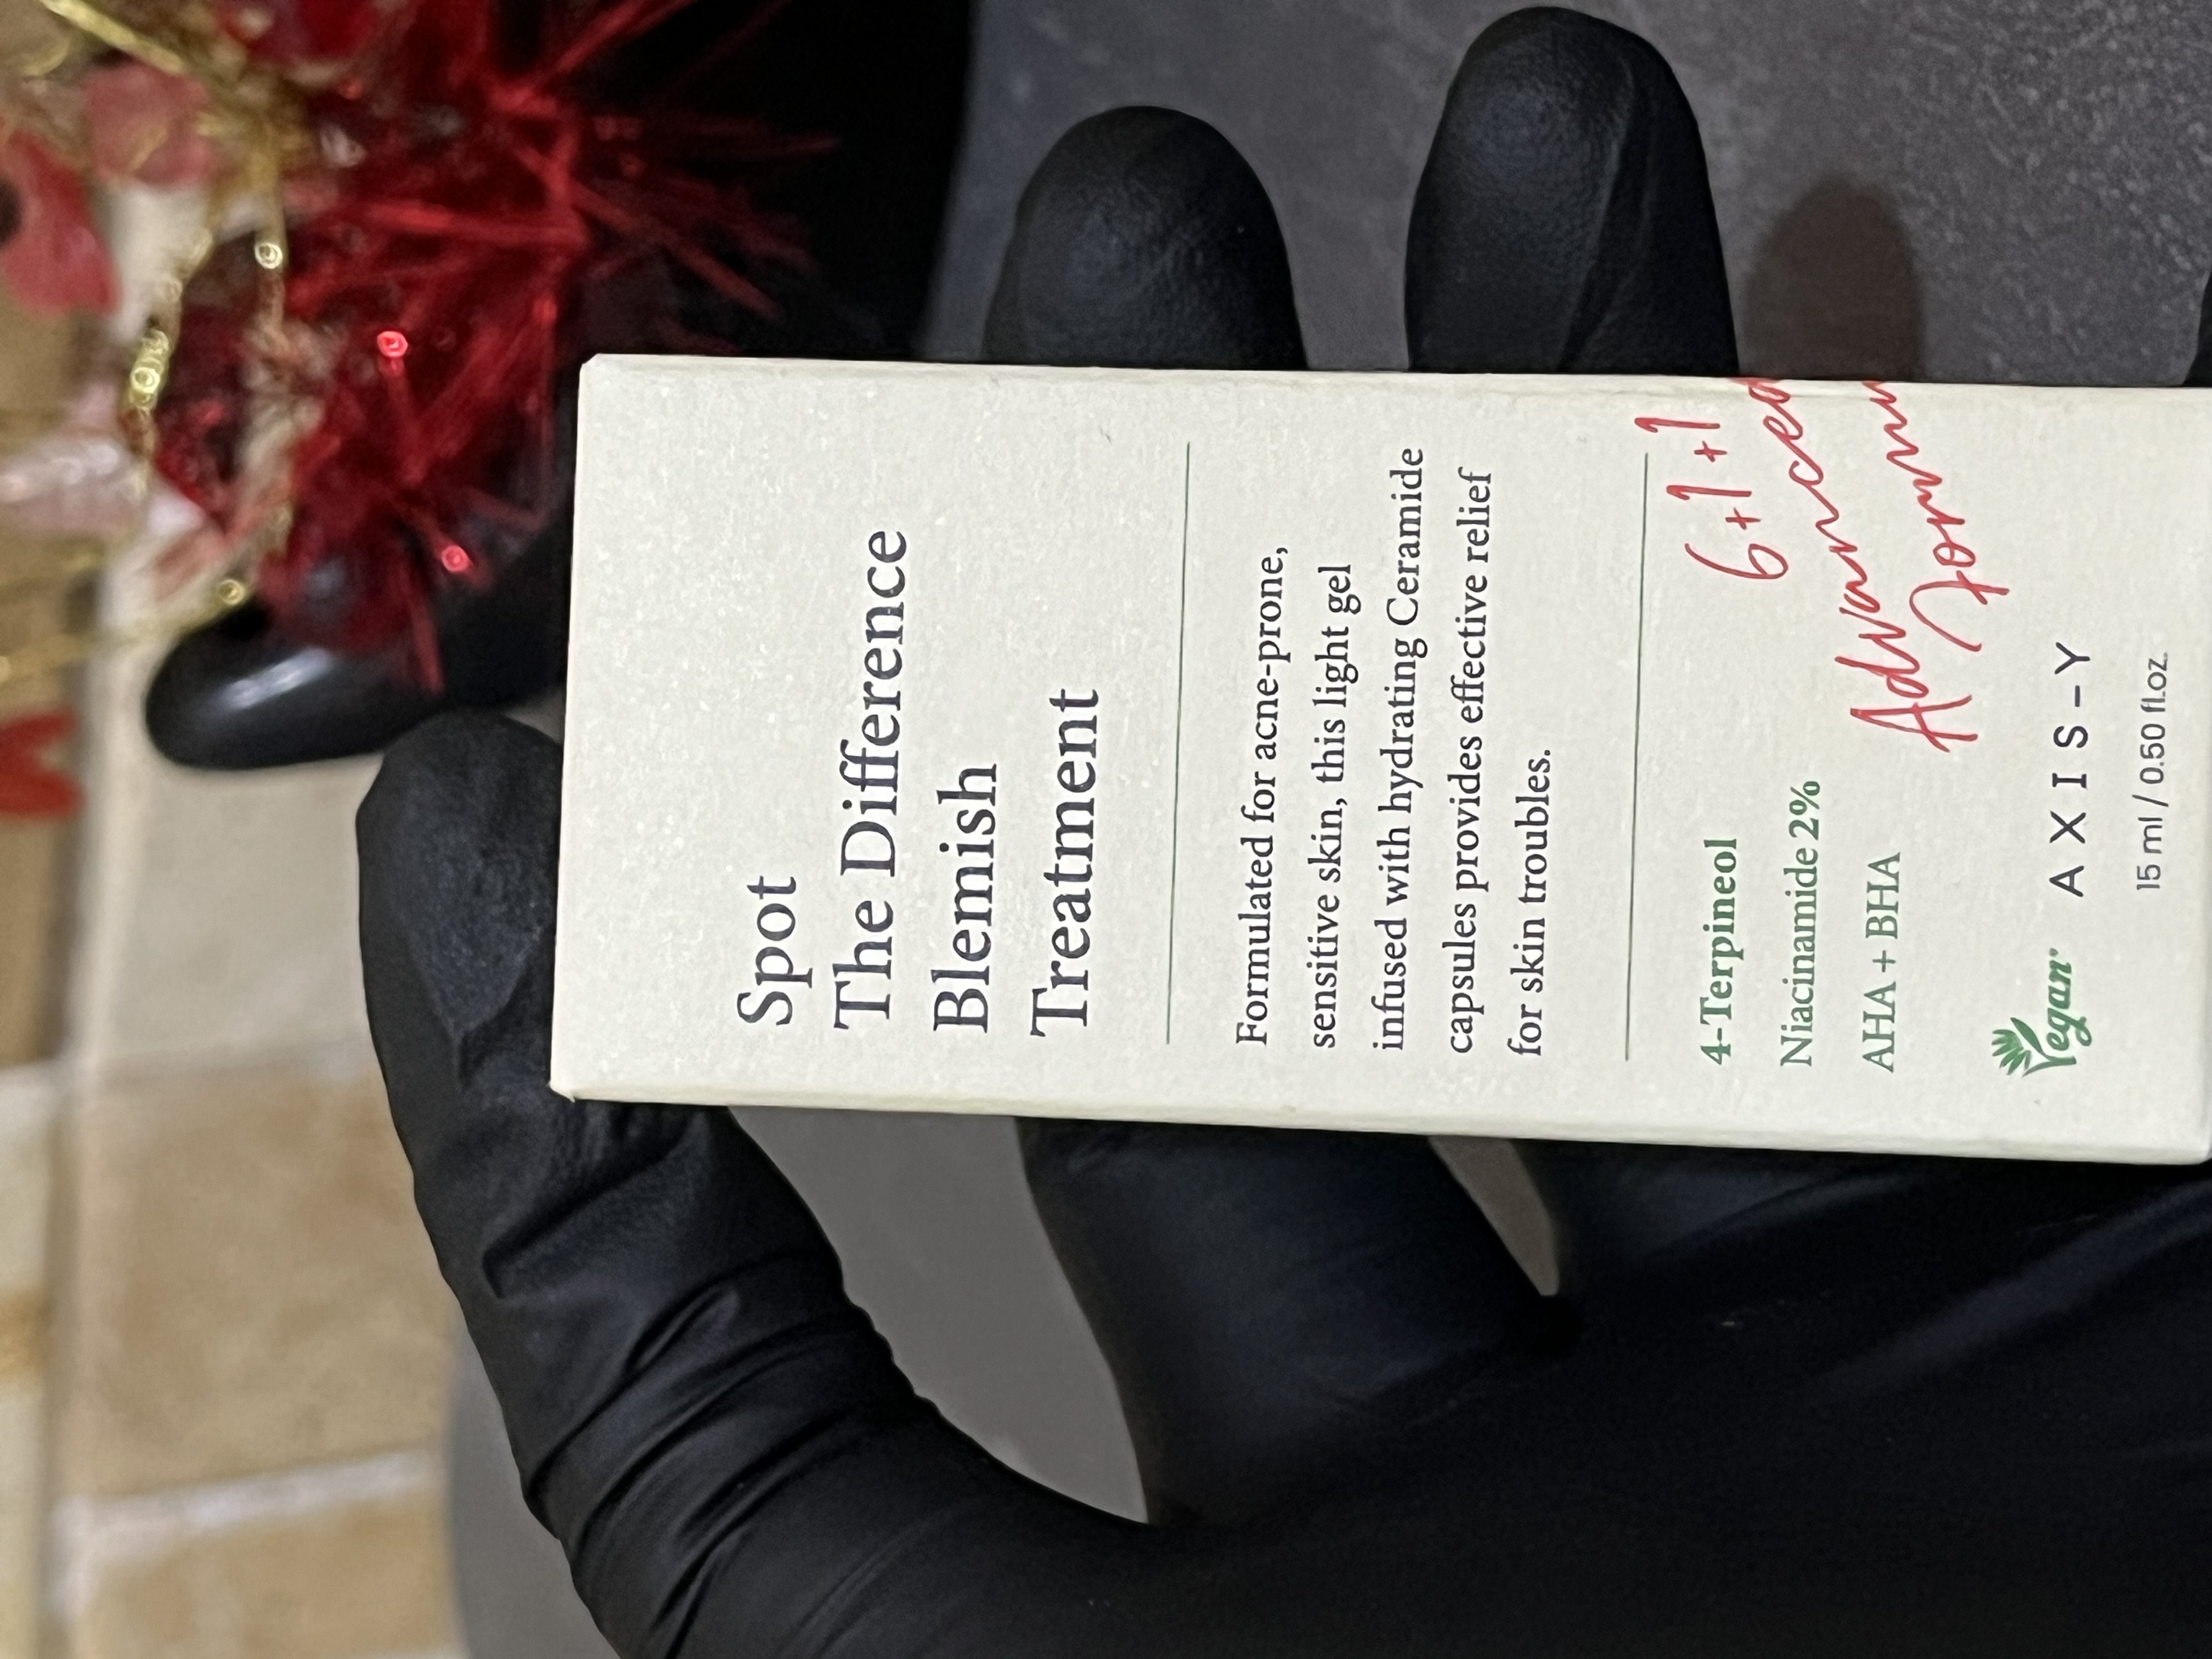 Spot
The Difference
Blemish
Treatment
Formulated for acne-prone,
sensitive skin, this light gel
infused with hydrating Ceramide
capsules provides effective relief
for skin troubles.
4-Terpineol
Niacinamide 2%
AHA + BHA
6+1+1
Advanced
Vegan
AXIS-Y
15 ml / 0.50 fl.oz.